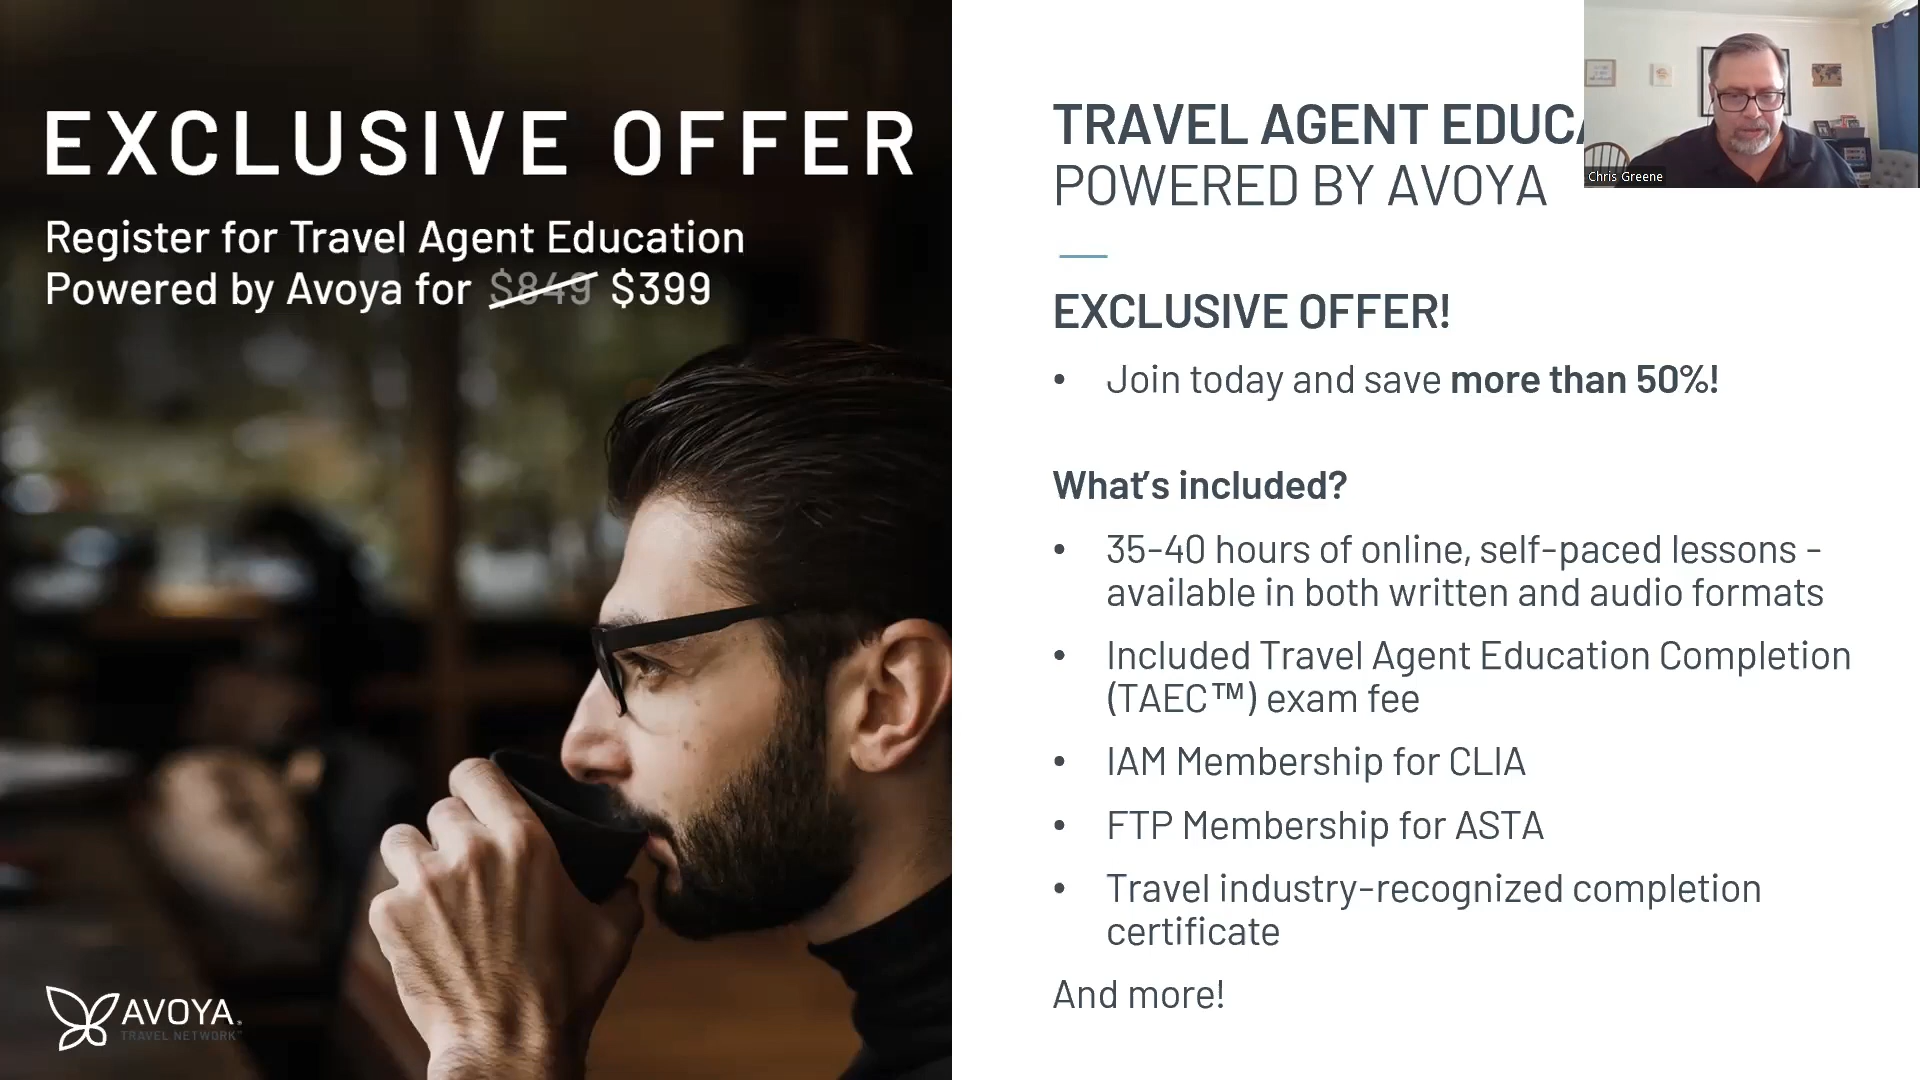 EXCLUSIVE OFFER
Register for Travel Agent Education
Powered by Avoya for $849 $399
AVOYA
TRAVEL NETWORK
TRAVEL AGENT EDUCA
POWERED BY AVOYA
EXCLUSIVE OFFER!
• Join today and save more than 50%!
What's included?
• 35-40 hours of online, self-paced lessons -
available in both written and audio formats
• Included Travel Agent Education Completion
(TAEC™) exam fee
• IAM Membership for CLIA
• FTP Membership for ASTA
• Travel industry-recognized completion
certificate
And more!
Chris Greene